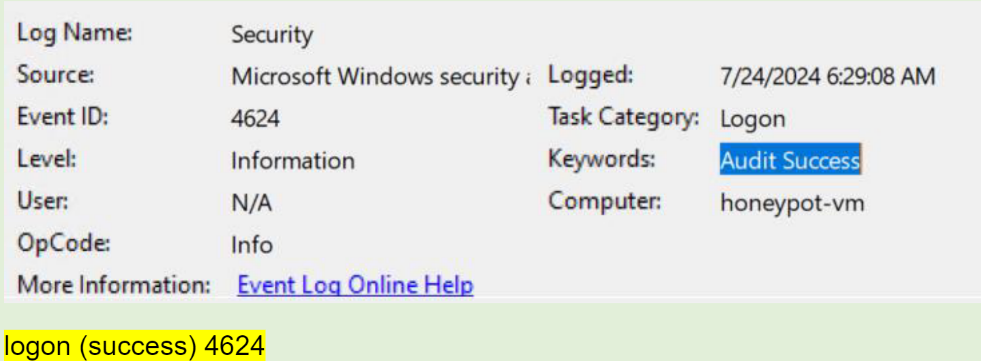 Log Name: Security
Source: Microsoft Windows security Logged: 7/24/2024 6:29:08 AM
Event ID: 4624 Task Category: Logon
Level: Information Keywords: Audit Success
User: N/A Computer: honeypot-vm
OpCode: Info
More Information: Event Log Online Help
logon (success) 4624